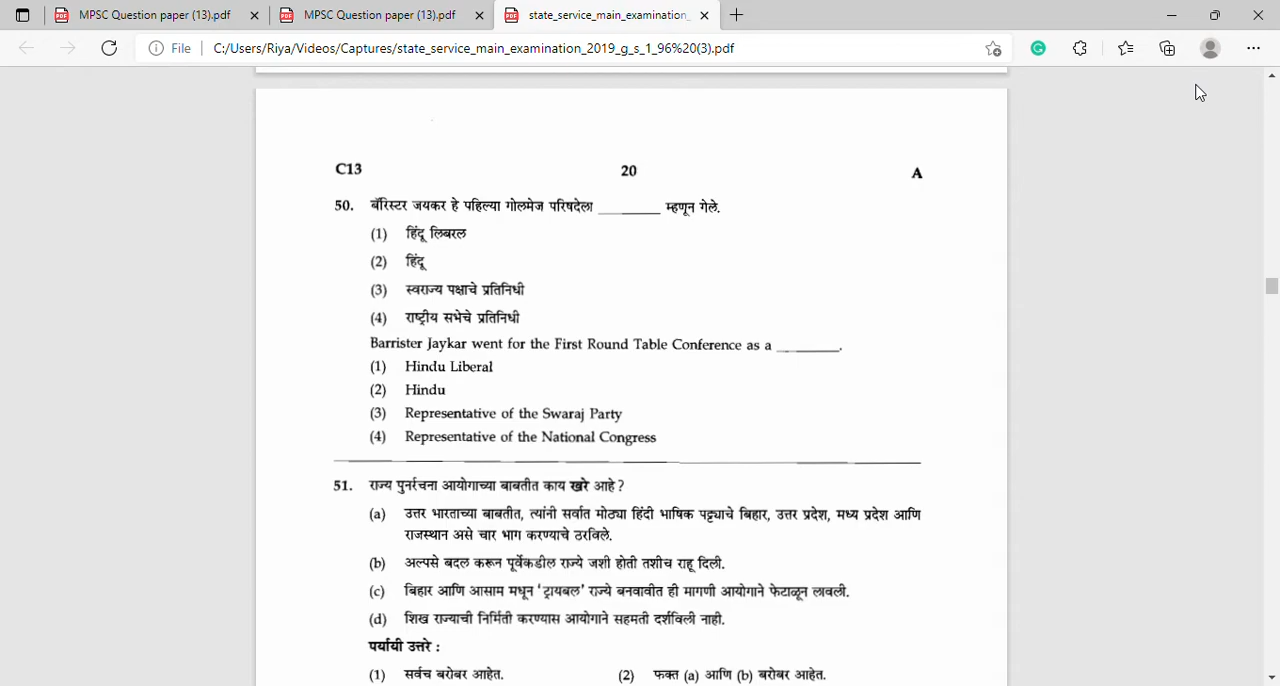 MPSC Question paper (13).pdf
MPSC Question paper (13).pdf
state_service_main_examination_
File
C:/Users/Riya/Videos/Captures/state_service_main_examination_2019_g_s_1_96%20(3).pdf
C13 20 A
50. बॅरिस्टर जयकर हे पहिल्या गोलमेज परिषदेला ________ म्हणून गेले.
(1) हिंदू लिबरल
(2) हिंदू
(3) स्वराज्य पक्षाचे प्रतिनिधी
(4) राष्ट्रीय सभेचे प्रतिनिधी
Barrister Jaykar went for the First Round Table Conference as a ________.
(1) Hindu Liberal
(2) Hindu
(3) Representative of the Swaraj Party
(4) Representative of the National Congress
51. राज्य पुनर्रचना आयोगाच्या बाबतीत काय खरे आहे ?
(a) उत्तर भारताच्या बाबतीत, त्यांनी सर्वात मोठ्या हिंदी भाषिक पट्ट्याचे बिहार, उत्तर प्रदेश, मध्य प्रदेश आणि
राजस्थान असे चार भाग करण्याचे ठरविले.
(b) अल्पसे बदल करून पूर्वेकडील राज्ये जशी होती तशीच राहू दिली.
(c) बिहार आणि आसाम मधून 'ट्रायबल' राज्ये बनवावीत ही मागणी आयोगाने फेटाळून लावली.
(d) शिख राज्याची निर्मिती करण्यास आयोगाने सहमती दर्शविली नाही.
पर्यायी उत्तरे :
(1) सर्वच बरोबर आहेत. (2) फक्त (a) आणि (b) बरोबर आहेत.